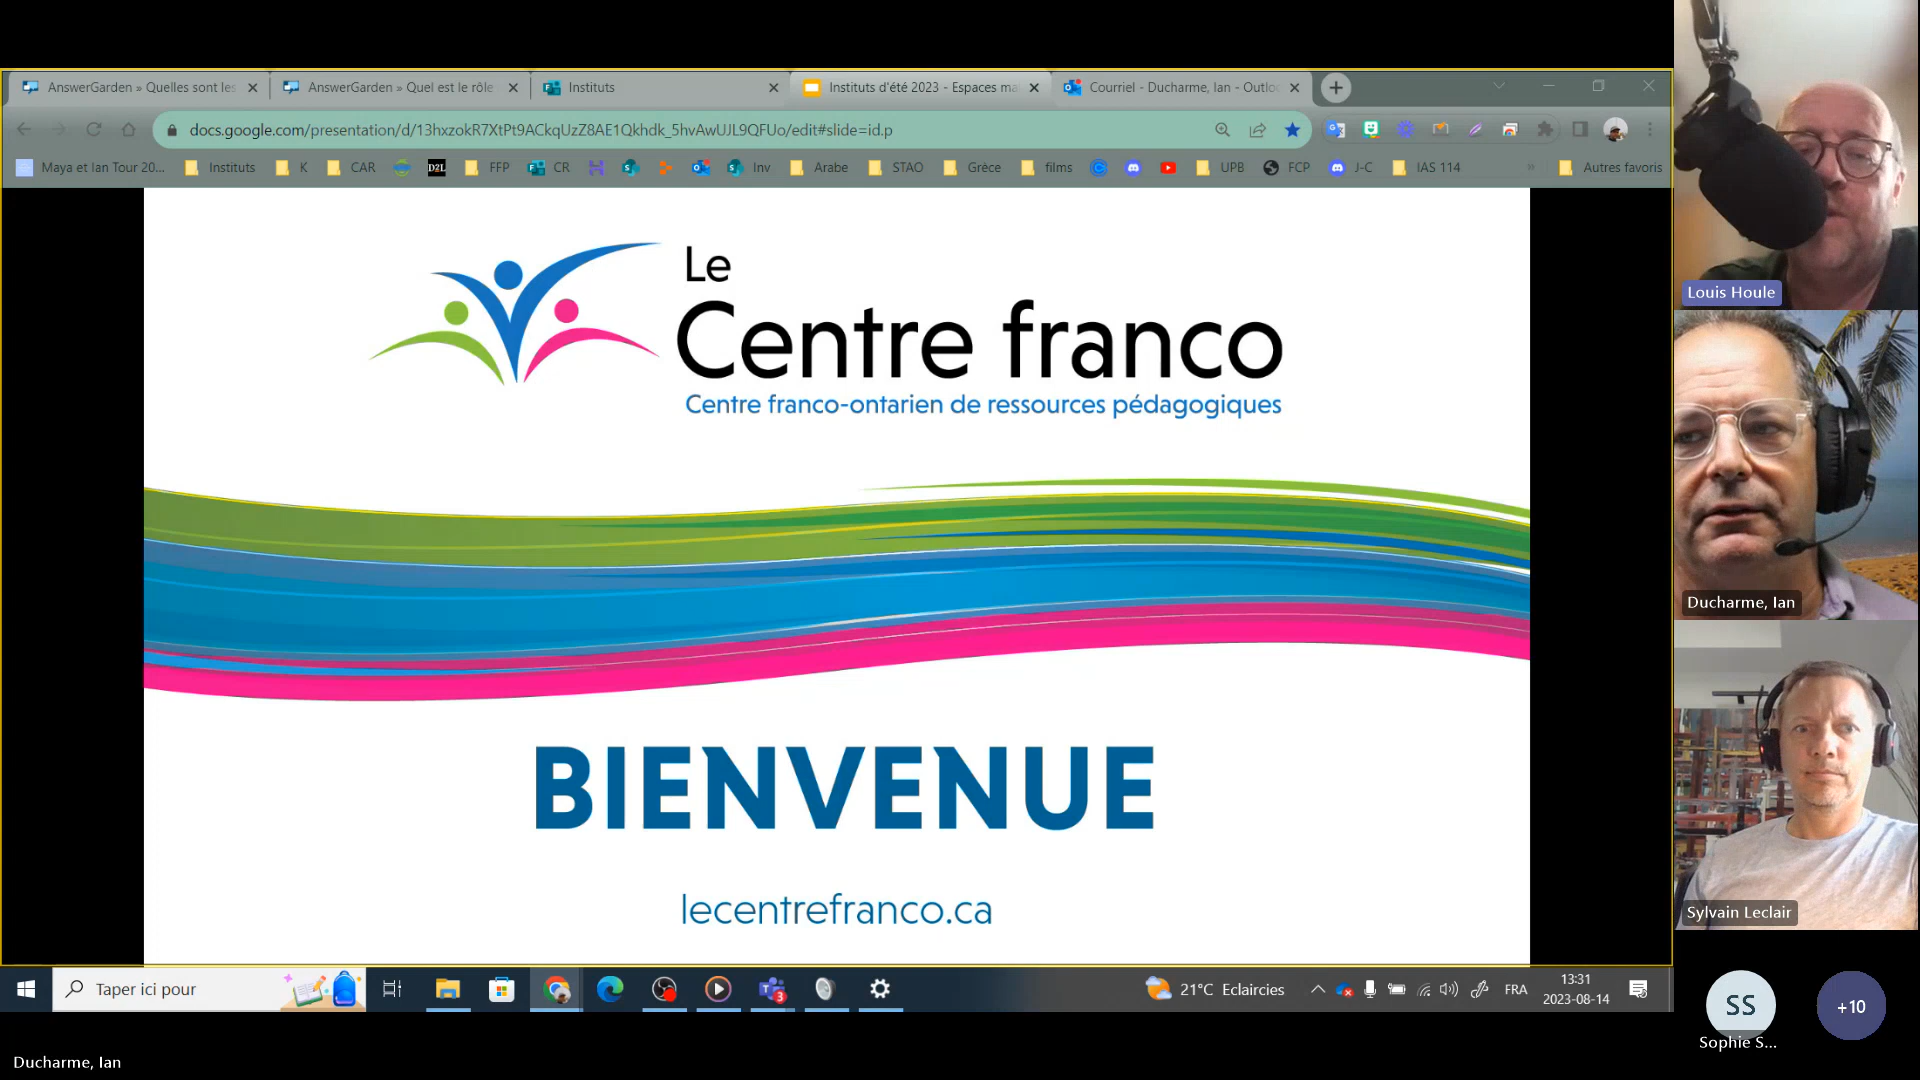 AnswerGarden » Quelles sont les
AnswerGarden » Quel est le rôle
Instituts
Instituts d'été 2023 - Espaces ma
Courriel - Ducharme, Ian - Outlo
docs.google.com/presentation/d/13hxzokR7XtPt9ACkqUzZ8AE1Qkhdk_5hvAwUJL9QFUo/edit#slide=id.p
Maya et Ian Tour 20... Instituts K CAR D2L FFP CR Inv Arabe STAO Grèce films UPB FCP J-C IAS 114 » Autres favoris
Le
Centre franco
Centre franco-ontarien de ressources pédagogiques
BIENVENUE
lecentrefranco.ca
Louis Houle
Ducharme, Ian
Sylvain Leclair
SS
Sophie S...
+10
Taper ici pour
3
21°C Eclaircies
FRA
13:31
2023-08-14
Ducharme, Ian